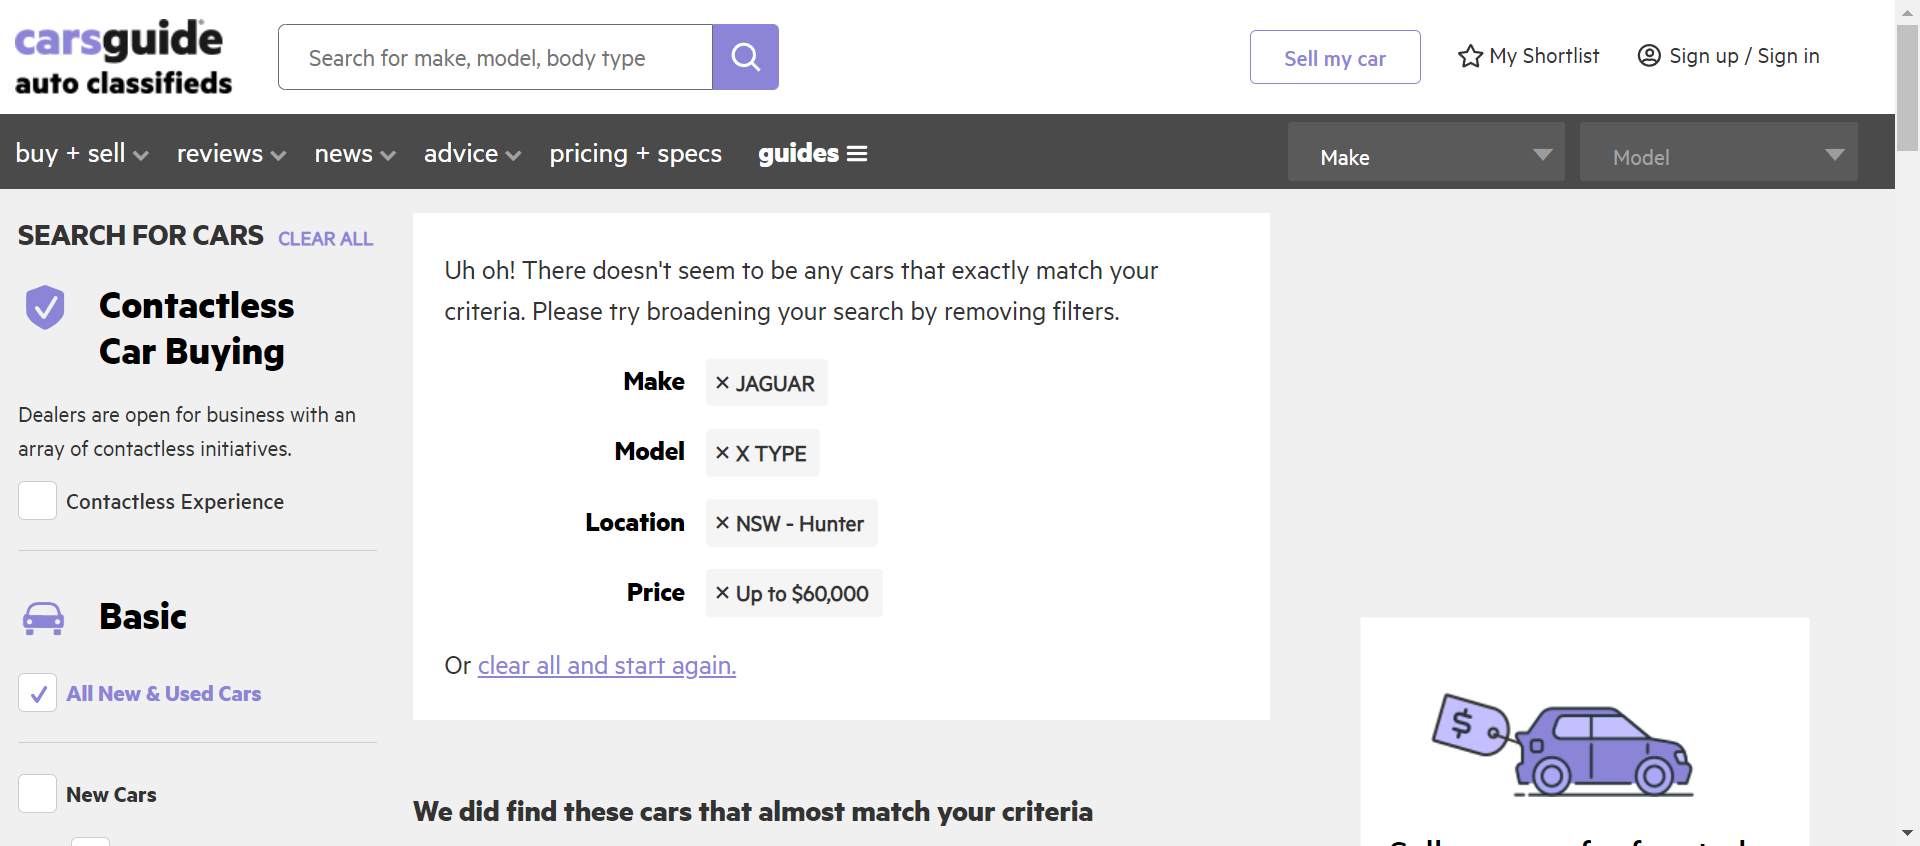 carsguide
auto classifieds
Search for make, model, body type
Sell my car
My Shortlist
Sign up / Sign in
buy + sell
reviews
news
advice
pricing + specs
guides
Make
Model
SEARCH FOR CARS CLEAR ALL
Contactless
Car Buying
Dealers are open for business with an
array of contactless initiatives.
Contactless Experience
Basic
All New & Used Cars
New Cars
Uh oh! There doesn't seem to be any cars that exactly match your
criteria. Please try broadening your search by removing filters.
Make × JAGUAR
Model × X TYPE
Location × NSW - Hunter
Price × Up to $60,000
Or clear all and start again.
We did find these cars that almost match your criteria
$